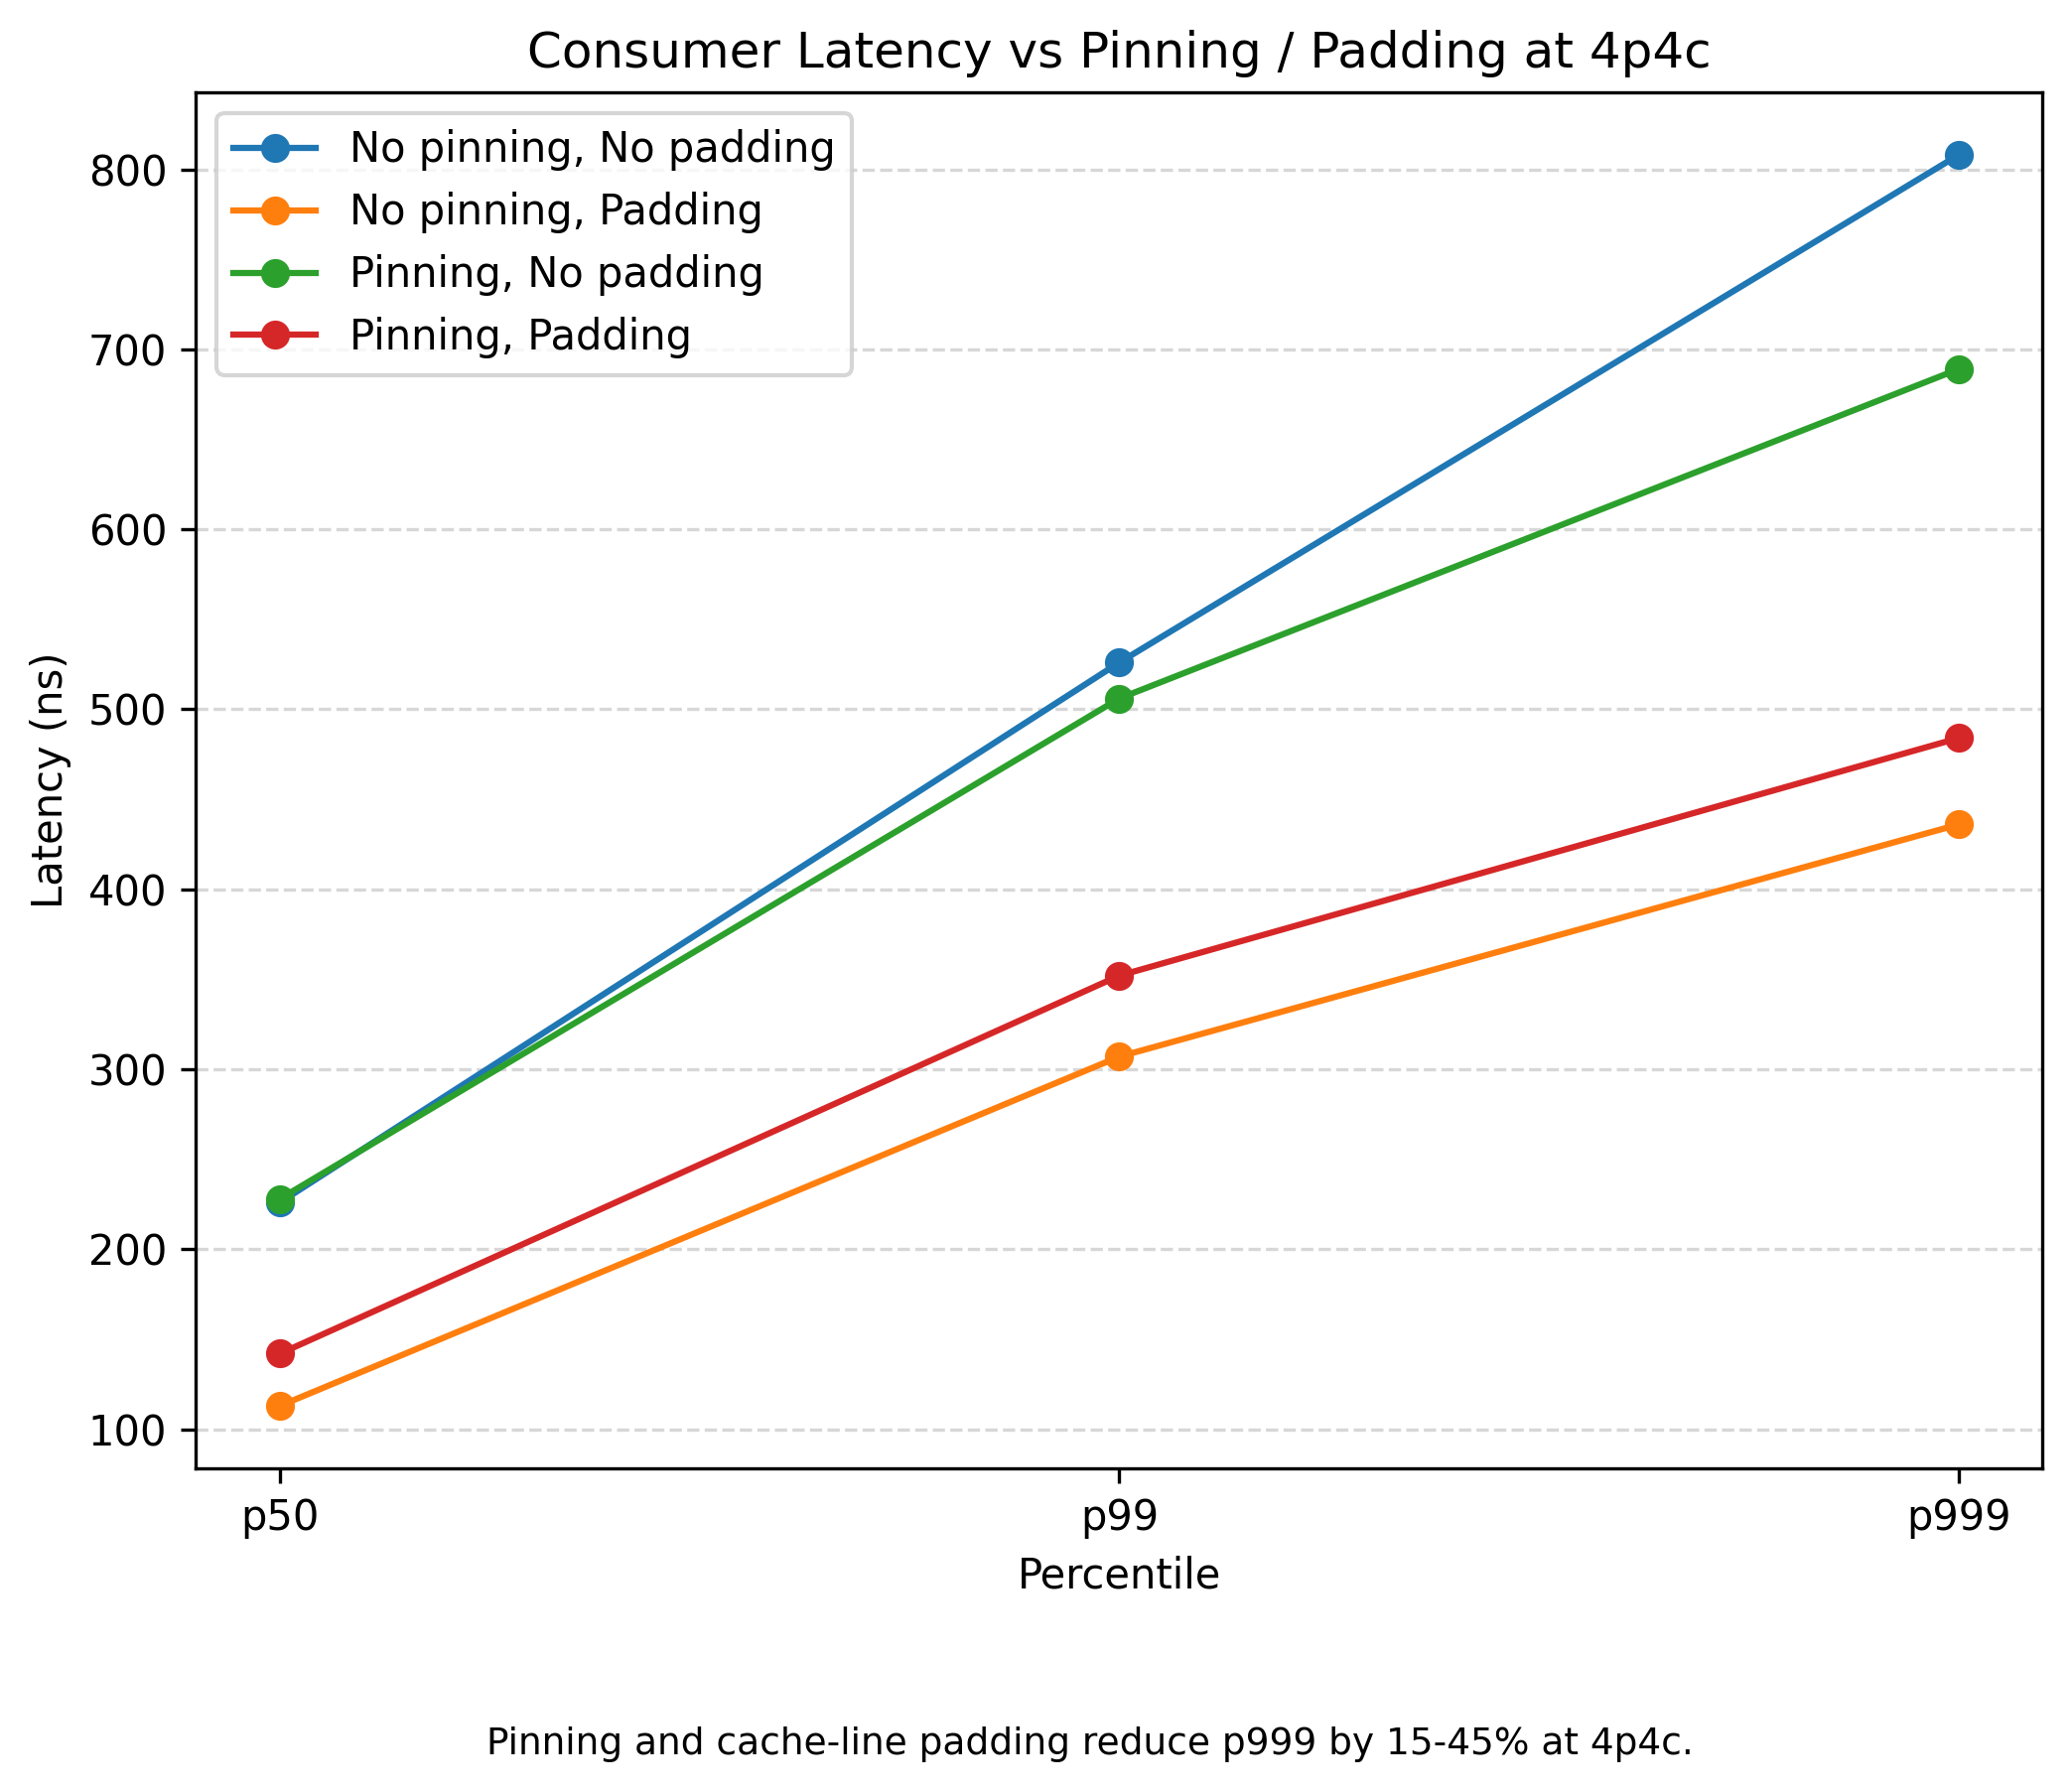 Consumer Latency vs Pinning / Padding at 4p4c
No pinning, No padding
No pinning, Padding
Pinning, No padding
Pinning, Padding
800
700
600
500
400
300
200
100
Latency (ns)
p50 p99 p999
Percentile
Pinning and cache-line padding reduce p999 by 15-45% at 4p4c.